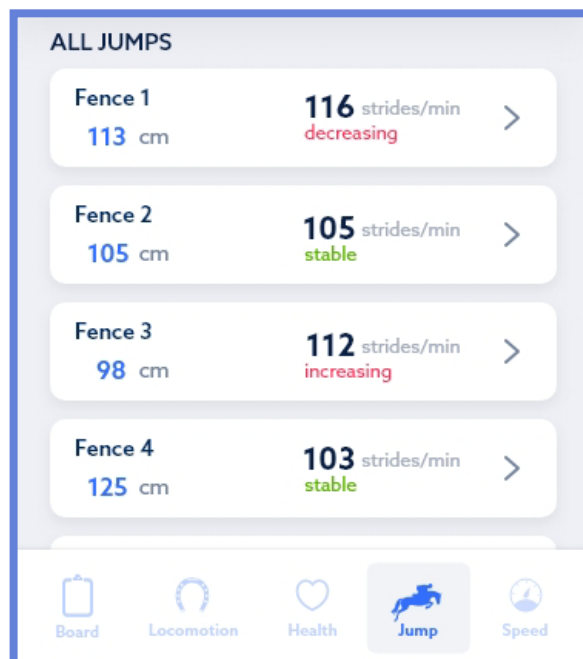 ALL JUMPS
Fence 1
116 strides/min
113 cm
decreasing
Fence 2
105 strides/min
105 cm
stable
Fence 3
112 strides/min
98 cm
increasing
Fence 4
103 strides/min
125 cm
stable
Board Locomotion Health Jump Speed